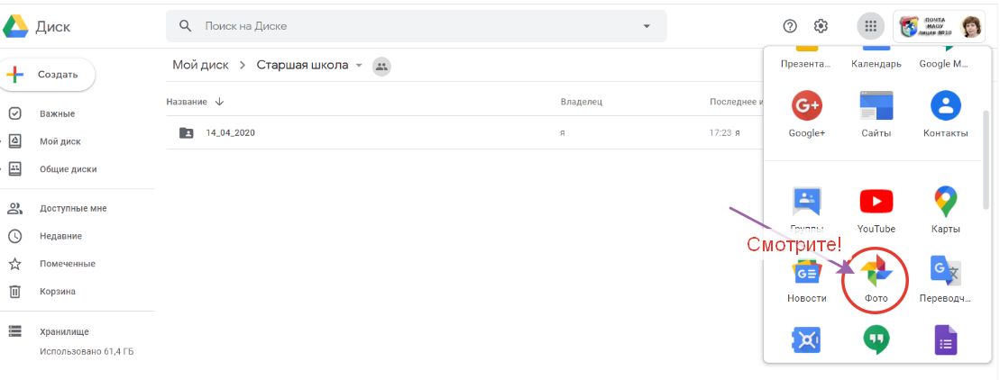 Диск
Поиск на Диске
ПОЧТА
МАОУ
лицея №10
Создать
Важные
Мой диск
Общие диски
Доступные мне
Недавние
Помеченные
Корзина
Хранилище
Использовано 61,4 ГБ
Мой диск > Старшая школа
Название Владелец Последнее и
14_04_2020 я 17:23 я
Презента... Календарь Google M...
Google+ Сайты Контакты
Группы YouTube Карты
Смотрите!
Новости Фото Переводч...